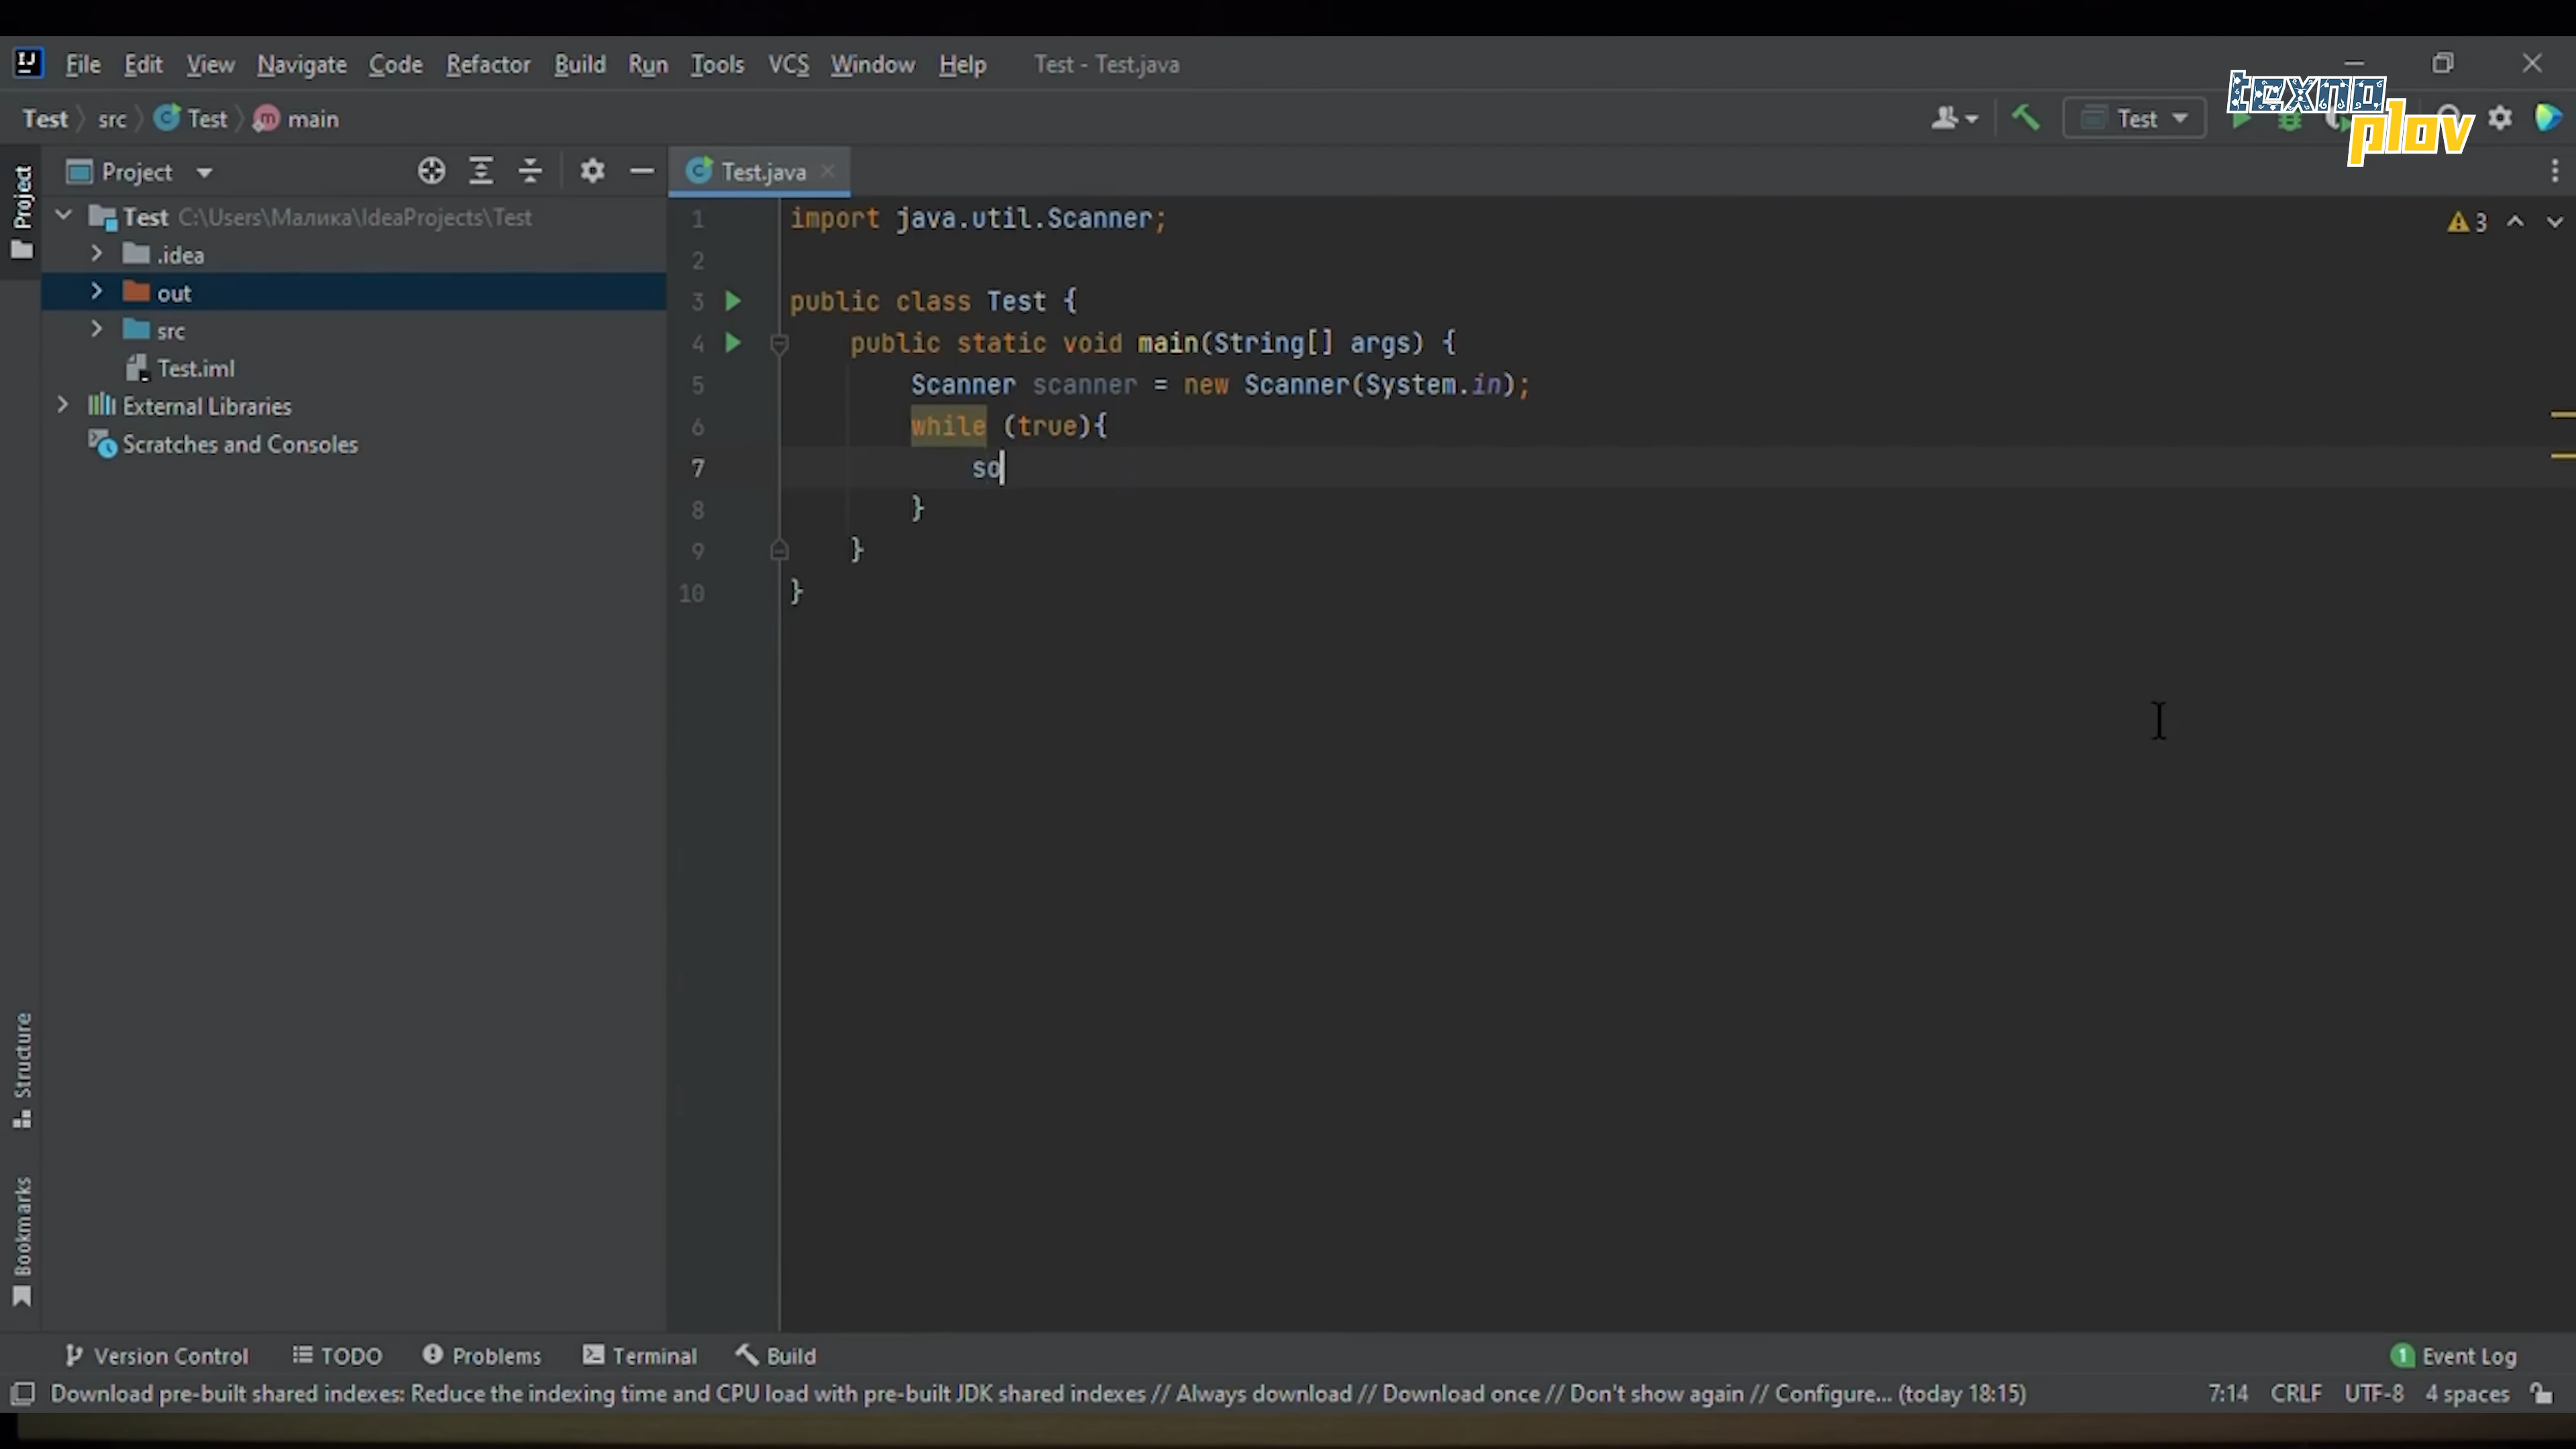 File Edit View Navigate Code Refactor Build Run Tools VCS Window Help Test - Test.java
texno
plov
Test src Test main Test
Project
Project
Test.java
Test C:\Users\Малика\IdeaProjects\Test
.idea
out
src
Test.iml
External Libraries
Scratches and Consoles
1 import java.util.Scanner;
2
3 public class Test {
4 public static void main(String[] args) {
5 Scanner scanner = new Scanner(System.in);
6 while (true){
7 so
8 }
9 }
10 }
3
Structure
Bookmarks
Version Control TODO Problems Terminal Build 1 Event Log
Download pre-built shared indexes: Reduce the indexing time and CPU load with pre-built JDK shared indexes // Always download // Download once // Don't show again // Configure... (today 18:15) 7:14 CRLF UTF-8 4 spaces